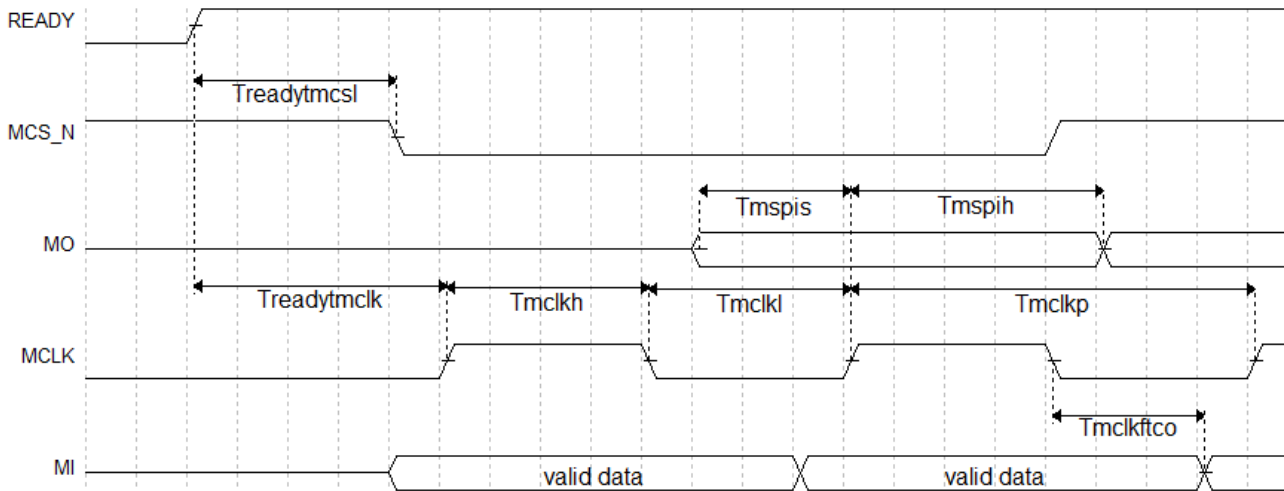 READY
Treadytmcsl
MCS_N
Tmspis Tmspih
MO
Treadytmclk Tmclkh Tmclkl Tmclkp
MCLK
Tmclkftco
MI valid data valid data